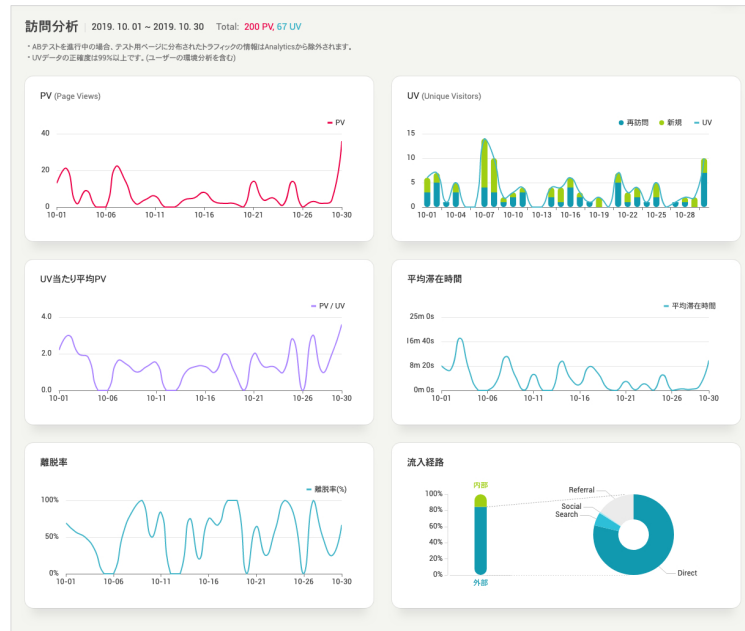 訪問分析 2019. 10. 01 ~ 2019. 10. 30 Total: 200 PV, 67 UV
* ABテストを進行中の場合、テスト用ページに分布されたトラフィックの情報はAnalyticsから除外されます。
* UVデータの正確度は99%以上です。(ユーザーの環境分析を含む)
PV (Page Views)
PV
40
20
0
10-01 10-06 10-11 10-16 10-21 10-26 10-30
UV (Unique Visitors)
再訪問 新規 UV
15
10
5
0
10-01 10-04 10-07 10-10 10-13 10-16 10-19 10-22 10-25 10-28
UV当たり平均PV
PV / UV
4.0
2.0
0.0
10-01 10-06 10-11 10-16 10-21 10-26 10-30
平均滞在時間
平均滞在時間
25m 0s
16m 40s
8m 20s
0m 0s
10-01 10-06 10-11 10-16 10-21 10-26 10-30
離脱率
離脱率(%)
100%
50%
0%
10-01 10-06 10-11 10-16 10-21 10-26 10-30
流入経路
内部
100%
80%
60%
40%
20%
0%
外部
Referral
Social
Search
Direct